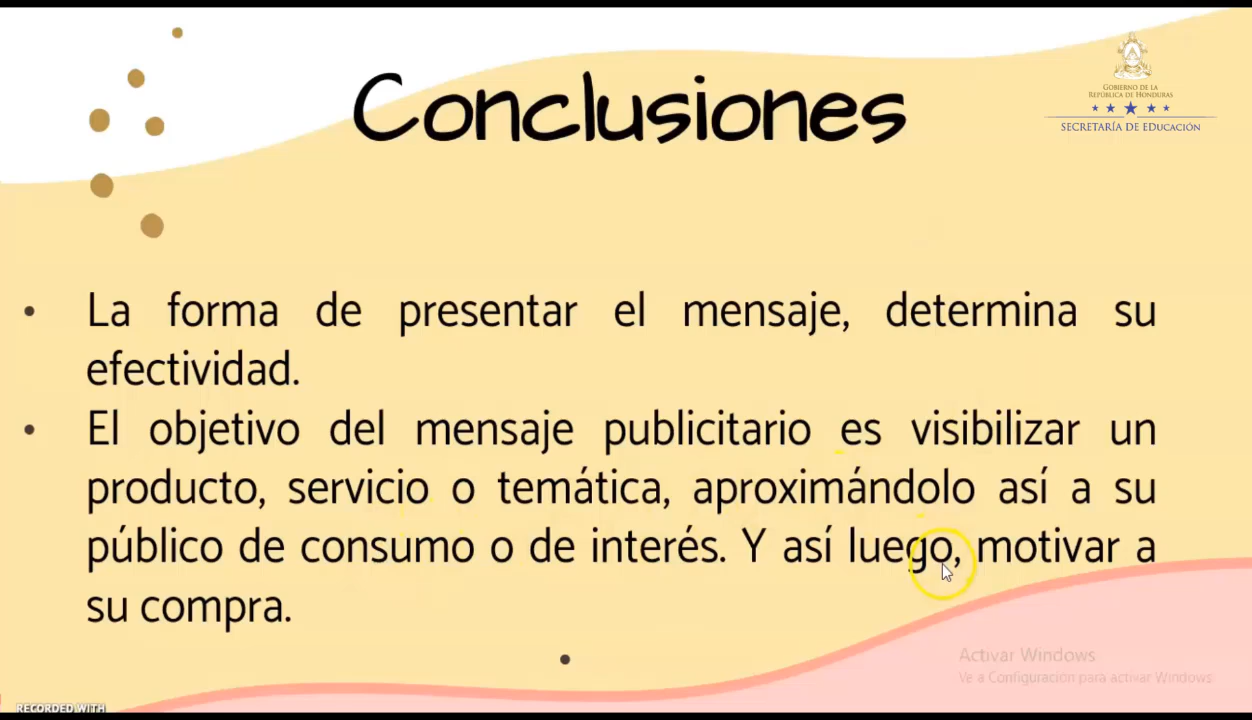 Conclusiones
GOBIERNO DE LA
REPÚBLICA DE HONDURAS
SECRETARÍA DE EDUCACIÓN
• La forma de presentar el mensaje, determina su
efectividad.
• El objetivo del mensaje publicitario es visibilizar un
producto, servicio o temática, aproximándolo así a su
público de consumo o de interés. Y así luego, motivar a
su compra.
•
Activar Windows
Ve a Configuración para activar Windows.
RECORDED WITH